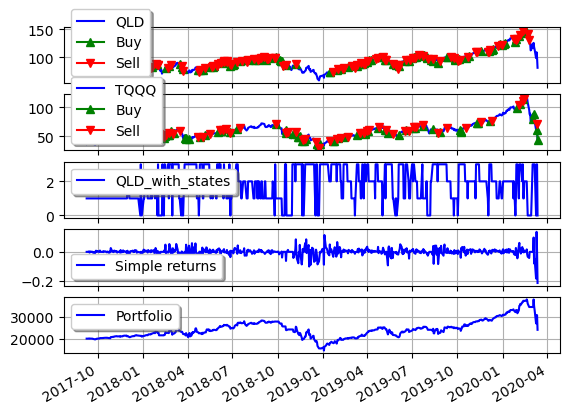 QLD
Buy
Sell
150
100
TQQQ
Buy
Sell
100
50
QLD_with_states
2
0
Simple returns
0.0
−0.2
Portfolio
30000
20000
2017-10
2018-01
2018-04
2018-07
2018-10
2019-01
2019-04
2019-07
2019-10
2020-01
2020-04